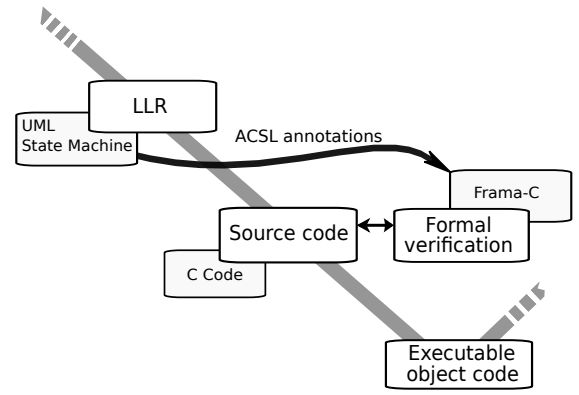 LLR
UML
State Machine
ACSL annotations
Frama-C
Source code
Formal
verification
C Code
Executable
object code